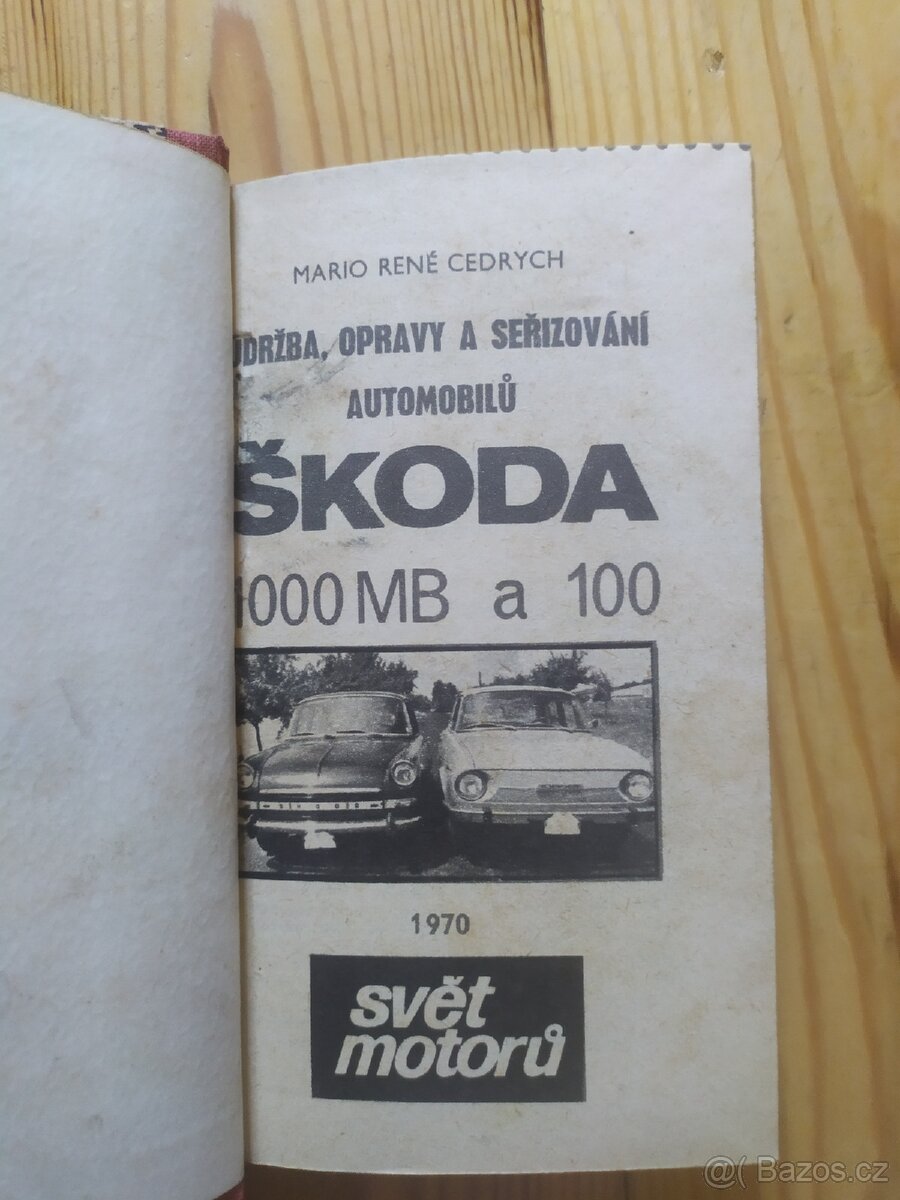 MARIO RENÉ CEDRYCH
ÚDRŽBA, OPRAVY A SEŘIZOVÁNÍ
AUTOMOBILŮ
ŠKODA
1000 MB a 100
1970
svět
motorů
@( Bazos.cz